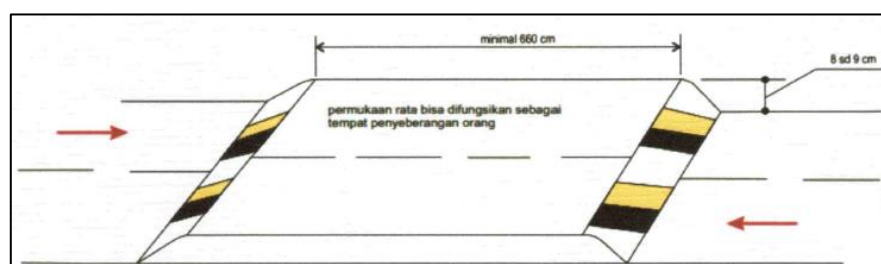 minimal 660 cm
8 sd 9 cm
permukaan rata bisa difungsikan sebagai
tempat penyeberangan orang